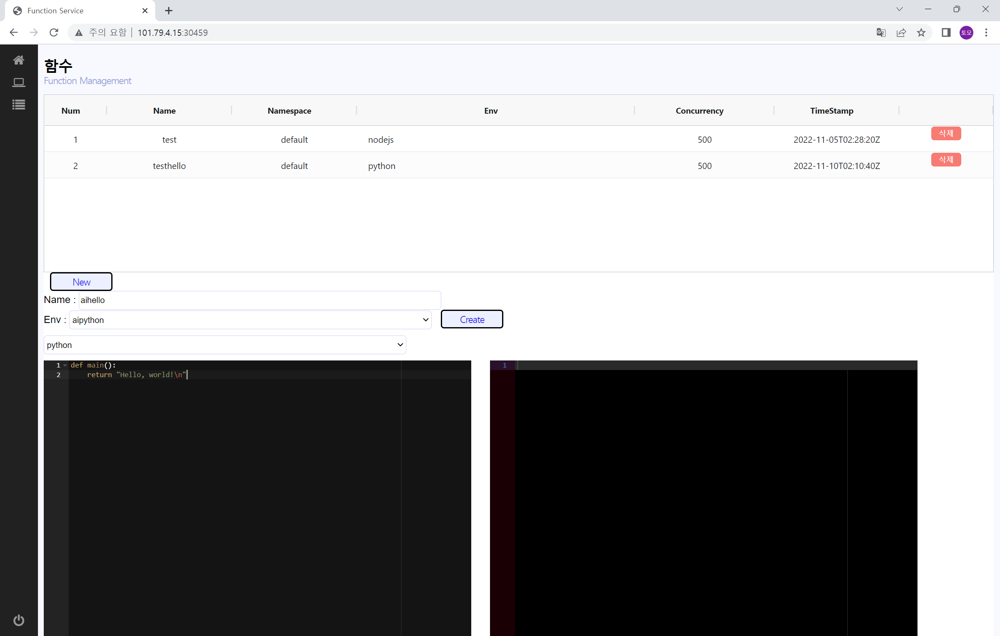 Function Service
주의 요함 101.79.4.15:30459
토모
함수
Function Management
Num Name Namespace Env Concurrency TimeStamp
1 test default nodejs 500 2022-11-05T02:28:20Z 삭제
2 testhello default python 500 2022-11-10T02:10:40Z 삭제
New
Name : aihello
Env : aipython Create
python
1 def main():
2 return "Hello, world!\n"
1